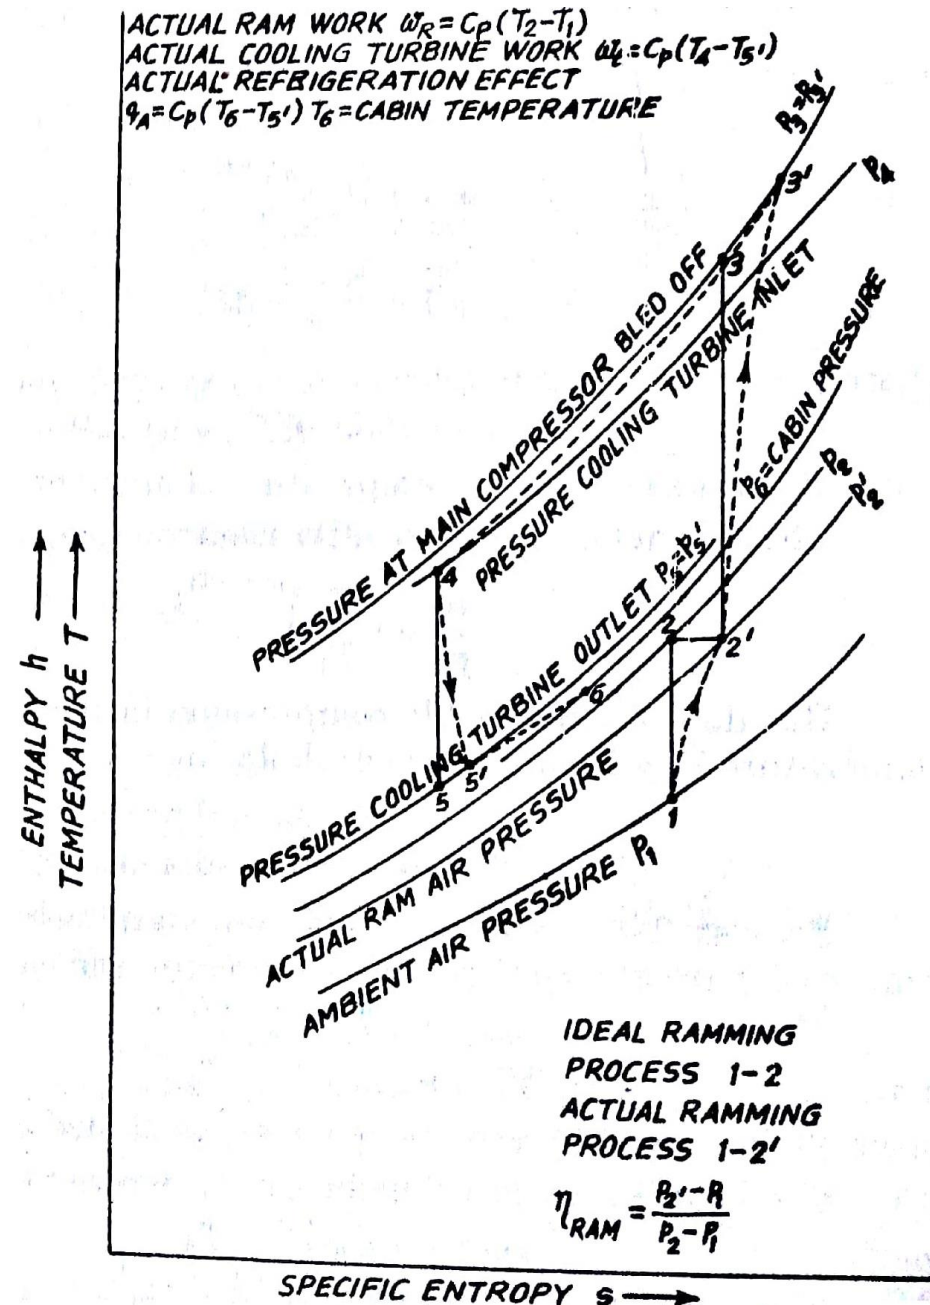 ACTUAL RAM WORK ω_R = Cp(T₂–T₁)
ACTUAL COOLING TURBINE WORK ω_t = Cp(T₄–T₅')
ACTUAL REFRIGERATION EFFECT
q_A = Cp(T₆–T₅') T₆ = CABIN TEMPERATURE
P₃ = P₃'
3'
P₄
3
PRESSURE AT MAIN COMPRESSOR BLED OFF
PRESSURE COOLING TURBINE INLET
P₆ = CABIN PRESSURE
P₂
P₂'
4
PRESSURE COOLING TURBINE OUTLET P₅ = P₅'
2
2'
6
5
5'
1
ACTUAL RAM AIR PRESSURE
AMBIENT AIR PRESSURE P₁
ENTHALPY h
TEMPERATURE T
IDEAL RAMMING
PROCESS 1–2
ACTUAL RAMMING
PROCESS 1–2'
η_RAM = (P₂' – P₁) / (P₂ – P₁)
SPECIFIC ENTROPY s